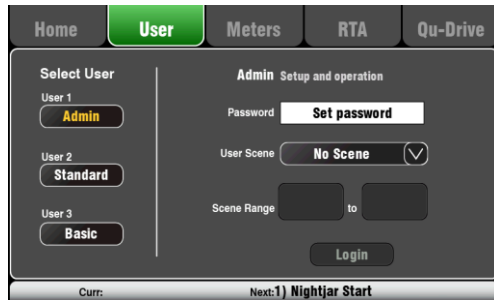 Home User Meters RTA Qu-Drive
Select User
User 1
Admin
User 2
Standard
User 3
Basic
Admin Setup and operation
Password Set password
User Scene No Scene
Scene Range to
Login
Curr: Next:1) Nightjar Start